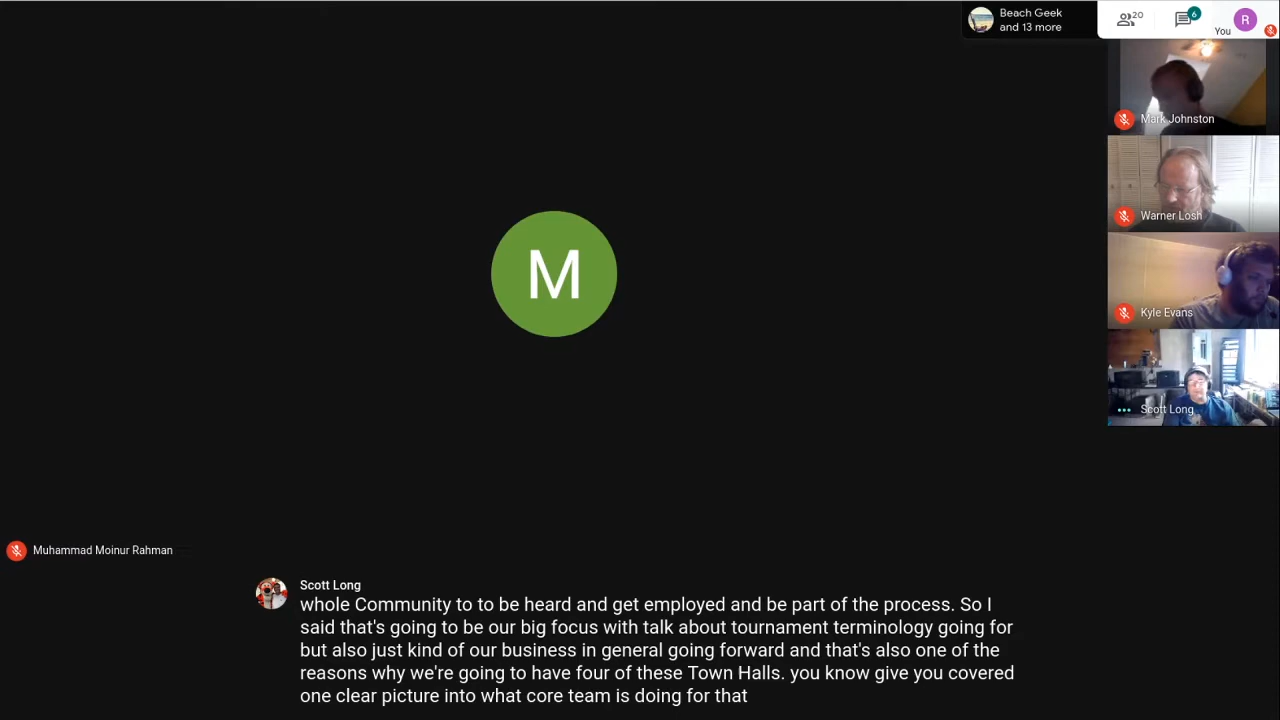 Beach Geek
and 13 more
20
6
You
R
Mark Johnston
Warner Losh
Kyle Evans
Scott Long
M
Muhammad Moinur Rahman
Scott Long
whole Community to to be heard and get employed and be part of the process. So I
said that's going to be our big focus with talk about tournament terminology going for
but also just kind of our business in general going forward and that's also one of the
reasons why we're going to have four of these Town Halls. you know give you covered
one clear picture into what core team is doing for that